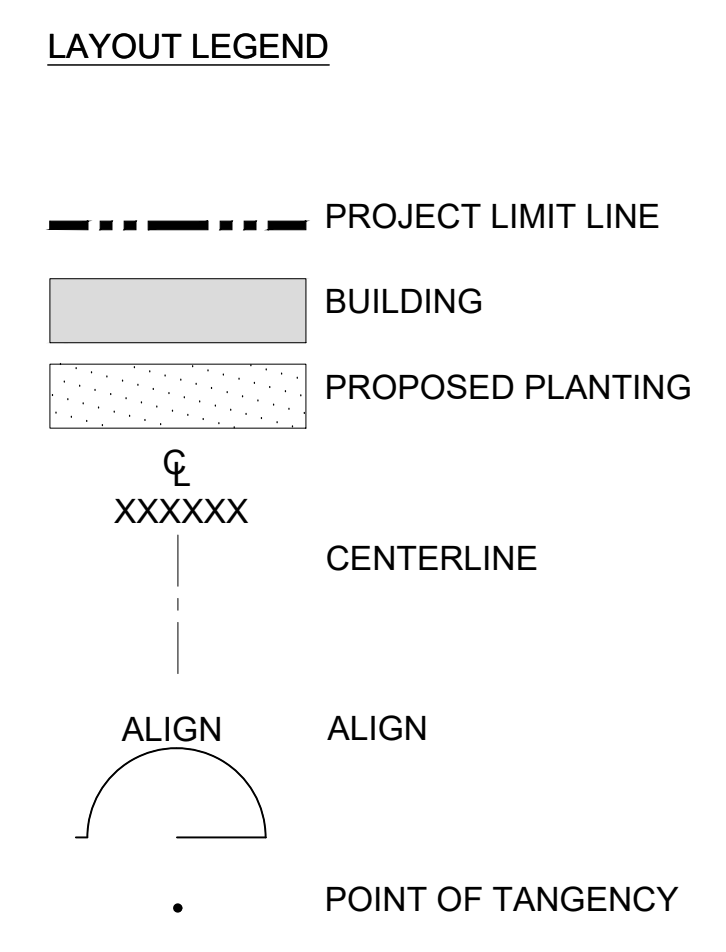 LAYOUT LEGEND
PROJECT LIMIT LINE
BUILDING
PROPOSED PLANTING
℄
XXXXXX
CENTERLINE
ALIGN ALIGN
POINT OF TANGENCY